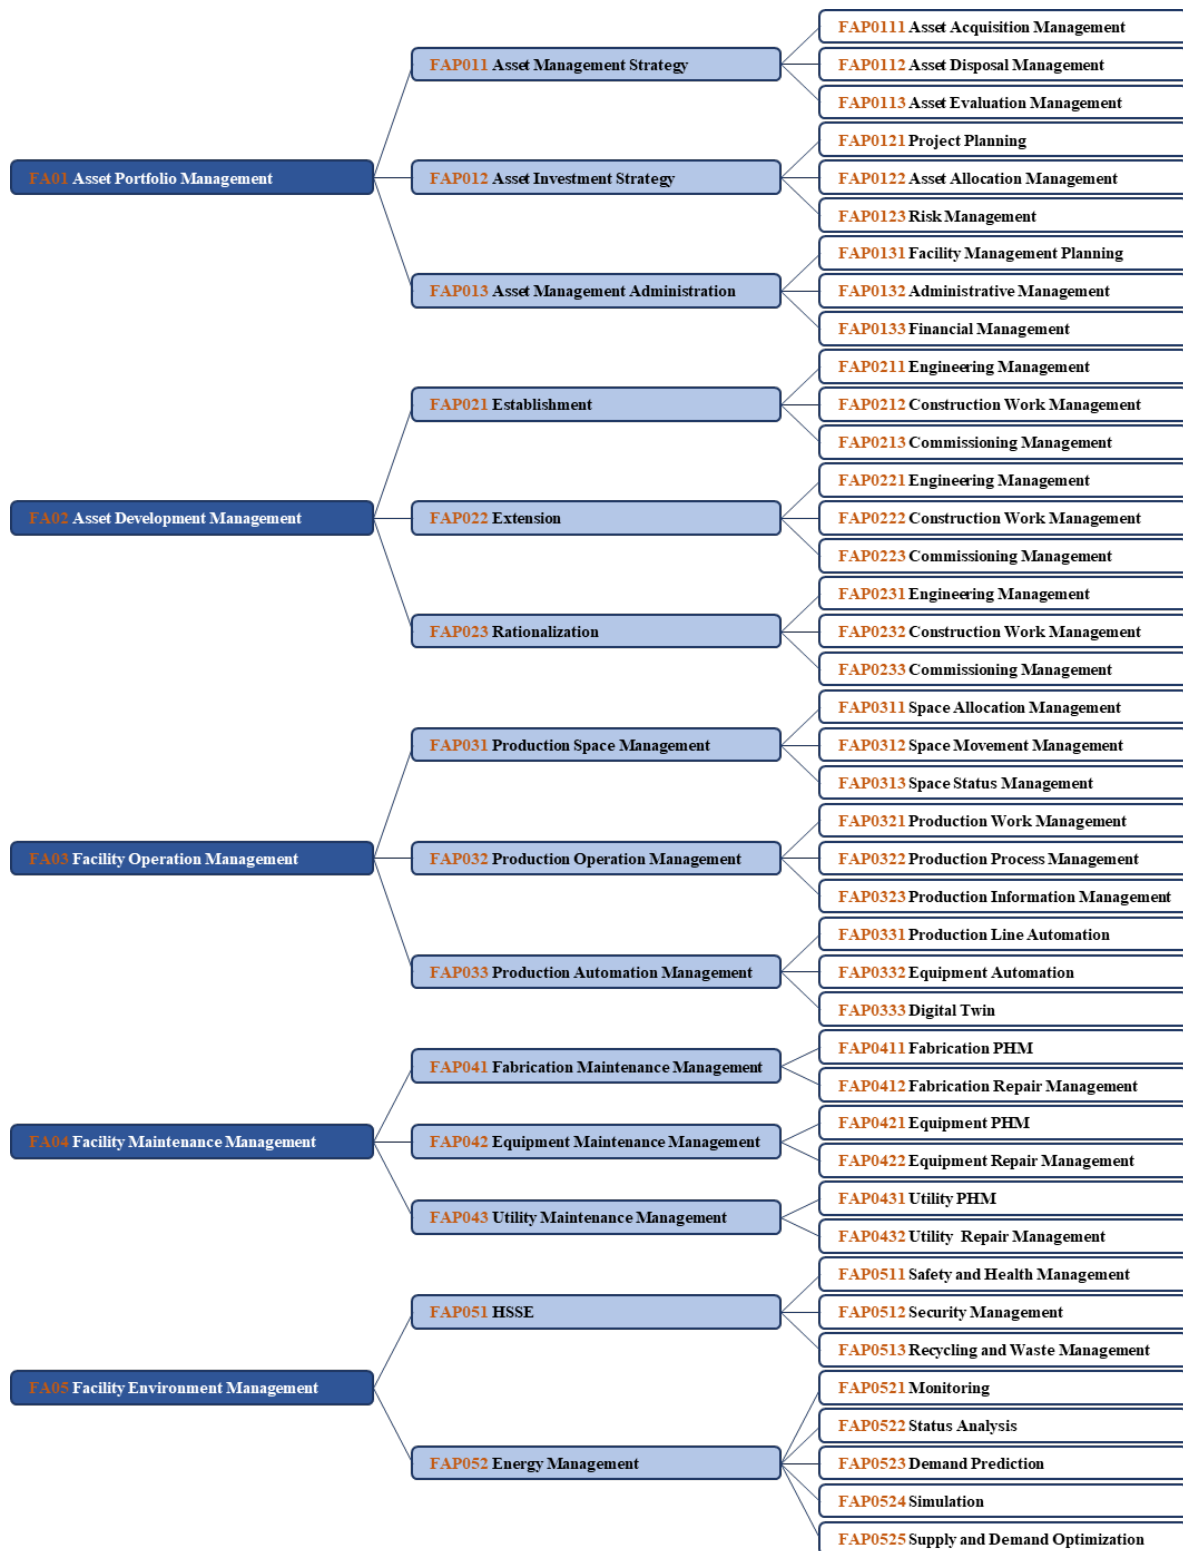 FA01 Asset Portfolio Management
FAP011 Asset Management Strategy
FAP0111 Asset Acquisition Management
FAP0112 Asset Disposal Management
FAP0113 Asset Evaluation Management
FAP012 Asset Investment Strategy
FAP0121 Project Planning
FAP0122 Asset Allocation Management
FAP0123 Risk Management
FAP013 Asset Management Administration
FAP0131 Facility Management Planning
FAP0132 Administrative Management
FAP0133 Financial Management
FA02 Asset Development Management
FAP021 Establishment
FAP0211 Engineering Management
FAP0212 Construction Work Management
FAP0213 Commissioning Management
FAP022 Extension
FAP0221 Engineering Management
FAP0222 Construction Work Management
FAP0223 Commissioning Management
FAP023 Rationalization
FAP0231 Engineering Management
FAP0232 Construction Work Management
FAP0233 Commissioning Management
FA03 Facility Operation Management
FAP031 Production Space Management
FAP0311 Space Allocation Management
FAP0312 Space Movement Management
FAP0313 Space Status Management
FAP032 Production Operation Management
FAP0321 Production Work Management
FAP0322 Production Process Management
FAP0323 Production Information Management
FAP033 Production Automation Management
FAP0331 Production Line Automation
FAP0332 Equipment Automation
FAP0333 Digital Twin
FA04 Facility Maintenance Management
FAP041 Fabrication Maintenance Management
FAP0411 Fabrication PHM
FAP0412 Fabrication Repair Management
FAP042 Equipment Maintenance Management
FAP0421 Equipment PHM
FAP0422 Equipment Repair Management
FAP043 Utility Maintenance Management
FAP0431 Utility PHM
FAP0432 Utility Repair Management
FA05 Facility Environment Management
FAP051 HSSE
FAP0511 Safety and Health Management
FAP0512 Security Management
FAP0513 Recycling and Waste Management
FAP052 Energy Management
FAP0521 Monitoring
FAP0522 Status Analysis
FAP0523 Demand Prediction
FAP0524 Simulation
FAP0525 Supply and Demand Optimization